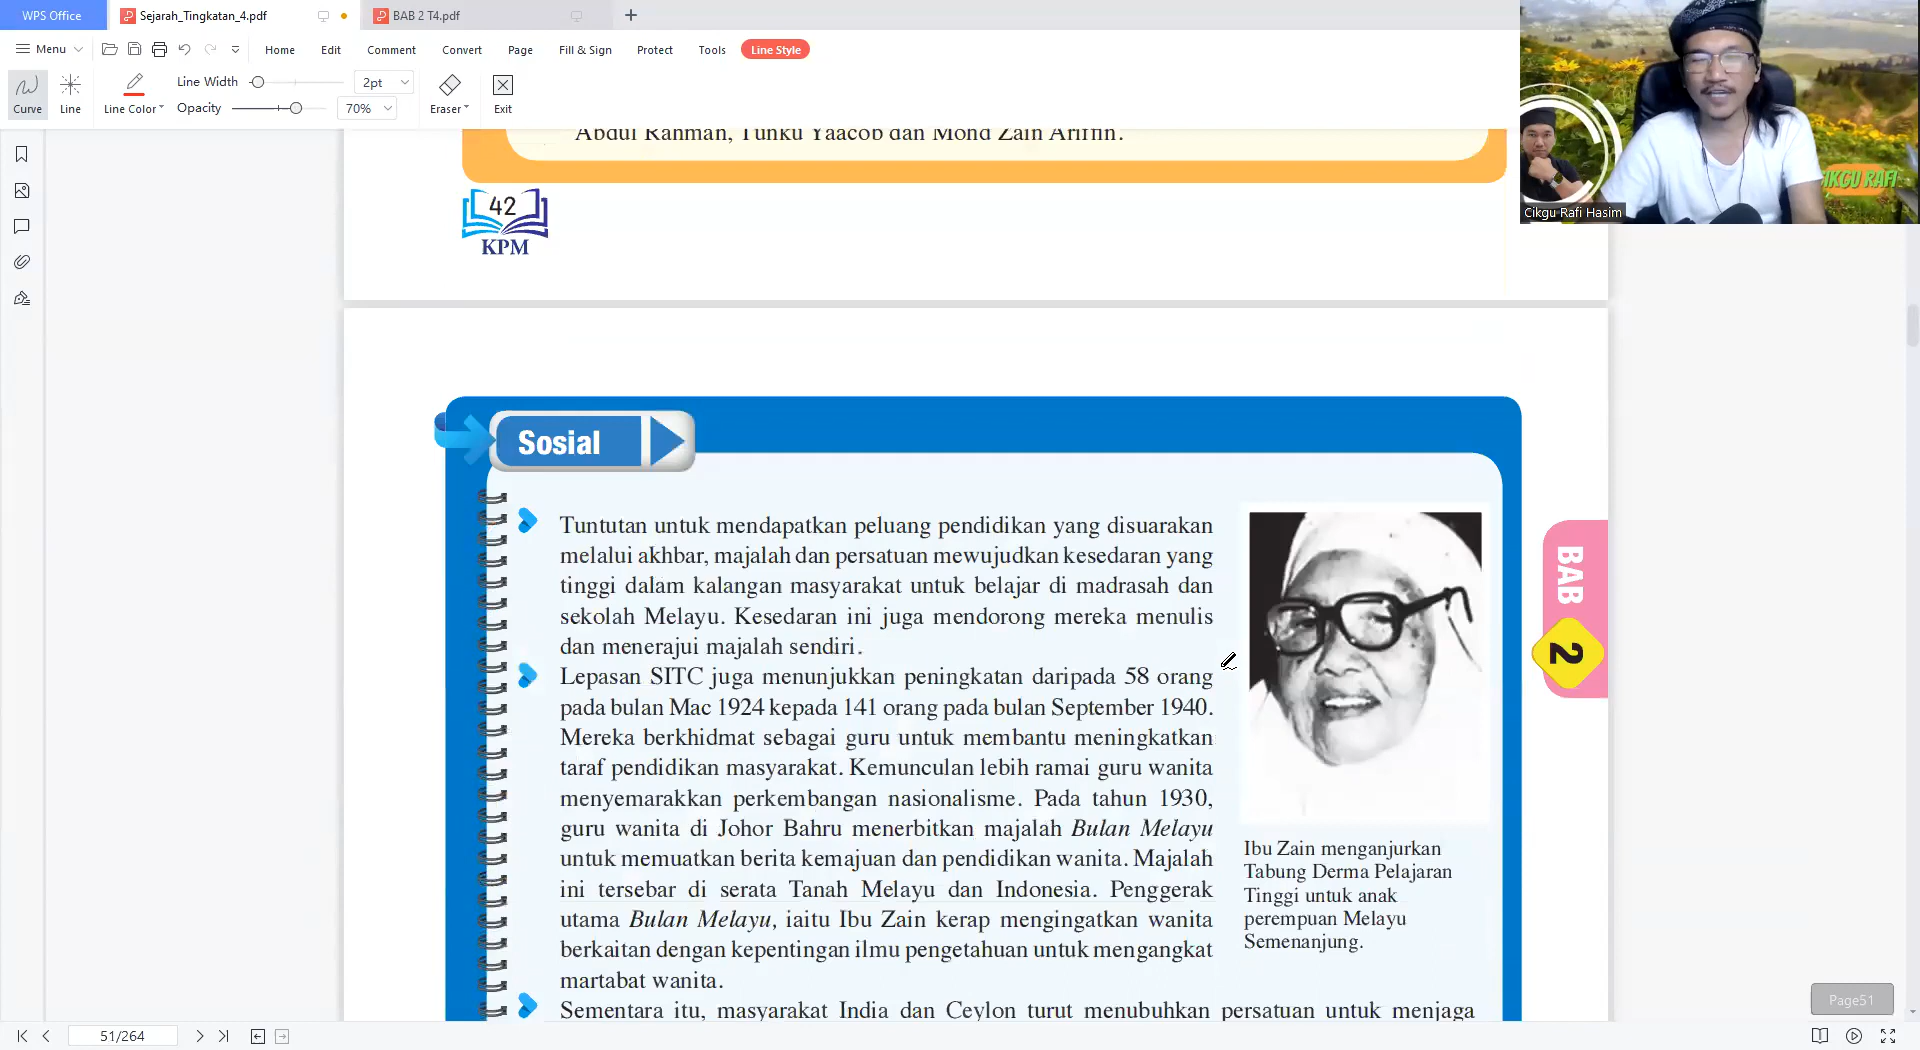 WPS Office
Sejarah_Tingkatan_4.pdf
BAB 2 T4.pdf
Menu
Home
Edit
Comment
Convert
Page
Fill & Sign
Protect
Tools
Line Style
Curve
Line
Line Color
Line Width
2pt
Opacity
70%
Eraser
Exit
Cikgu Rafi Hasim
IKGU RAFI
Abdul Rahman, Tunku Yaacob dan Mohd Zain Ariffin.
42
KPM
Sosial
Tuntutan untuk mendapatkan peluang pendidikan yang disuarakan
melalui akhbar, majalah dan persatuan mewujudkan kesedaran yang
tinggi dalam kalangan masyarakat untuk belajar di madrasah dan
sekolah Melayu. Kesedaran ini juga mendorong mereka menulis
dan menerajui majalah sendiri.
Lepasan SITC juga menunjukkan peningkatan daripada 58 orang
pada bulan Mac 1924 kepada 141 orang pada bulan September 1940.
Mereka berkhidmat sebagai guru untuk membantu meningkatkan
taraf pendidikan masyarakat. Kemunculan lebih ramai guru wanita
menyemarakkan perkembangan nasionalisme. Pada tahun 1930,
guru wanita di Johor Bahru menerbitkan majalah Bulan Melayu
untuk memuatkan berita kemajuan dan pendidikan wanita. Majalah
ini tersebar di serata Tanah Melayu dan Indonesia. Penggerak
utama Bulan Melayu, iaitu Ibu Zain kerap mengingatkan wanita
berkaitan dengan kepentingan ilmu pengetahuan untuk mengangkat
martabat wanita.
Sementara itu, masyarakat India dan Ceylon turut menubuhkan persatuan untuk menjaga
Ibu Zain menganjurkan
Tabung Derma Pelajaran
Tinggi untuk anak
perempuan Melayu
Semenanjung.
BAB
2
Page51
51/264